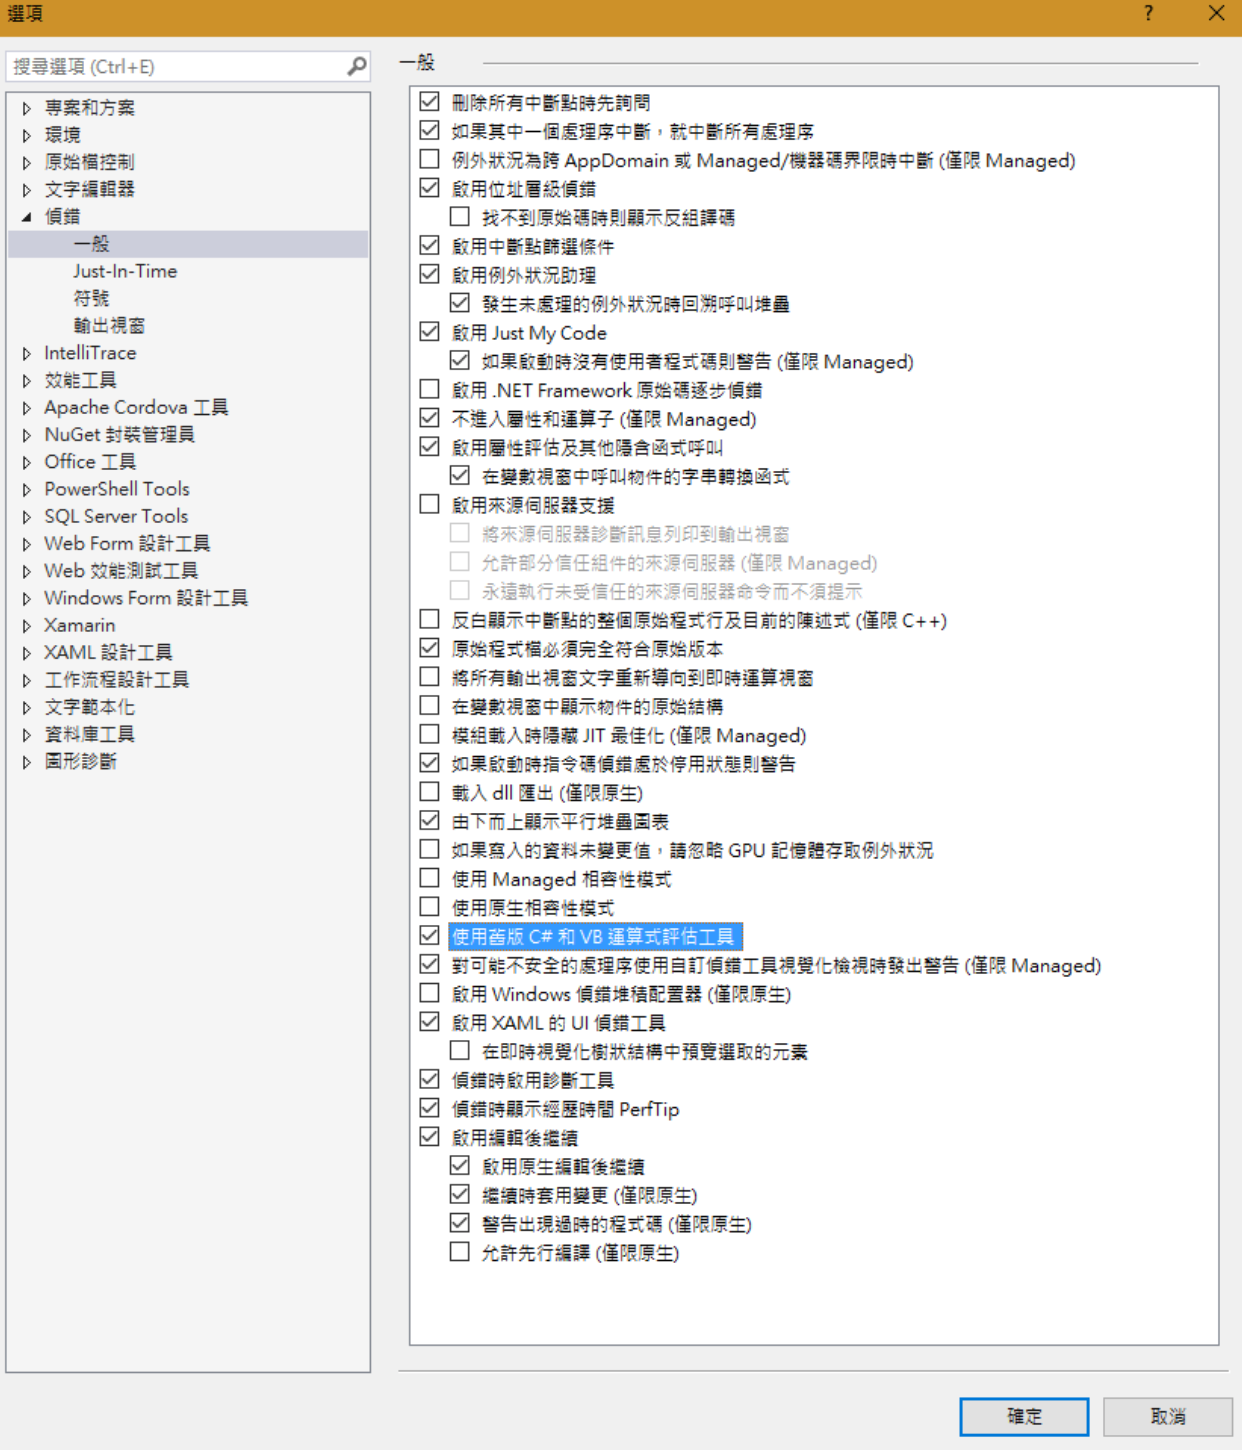 選項
?
搜尋選項 (Ctrl+E)
專案和方案
環境
原始檔控制
文字編輯器
偵錯
一般
Just-In-Time
符號
輸出視窗
IntelliTrace
效能工具
Apache Cordova 工具
NuGet 封裝管理員
Office 工具
PowerShell Tools
SQL Server Tools
Web Form 設計工具
Web 效能測試工具
Windows Form 設計工具
Xamarin
XAML 設計工具
工作流程設計工具
文字範本化
資料庫工具
圖形診斷
一般
刪除所有中斷點時先詢問
如果其中一個處理序中斷，就中斷所有處理序
例外狀況為跨 AppDomain 或 Managed/機器碼界限時中斷 (僅限 Managed)
啟用位址層級偵錯
找不到原始碼時則顯示反組譯碼
啟用中斷點篩選條件
啟用例外狀況助理
發生未處理的例外狀況時回溯呼叫堆疊
啟用 Just My Code
如果啟動時沒有使用者程式碼則警告 (僅限 Managed)
啟用 .NET Framework 原始碼逐步偵錯
不進入屬性和運算子 (僅限 Managed)
啟用屬性評估及其他隱含函式呼叫
在變數視窗中呼叫物件的字串轉換函式
啟用來源伺服器支援
將來源伺服器診斷訊息列印到輸出視窗
允許部分信任組件的來源伺服器 (僅限 Managed)
永遠執行未受信任的來源伺服器命令而不須提示
反白顯示中斷點的整個原始程式行及目前的陳述式 (僅限 C++)
原始程式檔必須完全符合原始版本
將所有輸出視窗文字重新導向到即時運算視窗
在變數視窗中顯示物件的原始結構
模組載入時隱藏 JIT 最佳化 (僅限 Managed)
如果啟動時指令碼偵錯處於停用狀態則警告
載入 dll 匯出 (僅限原生)
由下而上顯示平行堆疊圖表
如果寫入的資料未變更值，請忽略 GPU 記憶體存取例外狀況
使用 Managed 相容性模式
使用原生相容性模式
使用舊版 C# 和 VB 運算式評估工具
對可能不安全的處理序使用自訂偵錯工具視覺化檢視時發出警告 (僅限 Managed)
啟用 Windows 偵錯堆積配置器 (僅限原生)
啟用 XAML 的 UI 偵錯工具
在即時視覺化樹狀結構中預覽選取的元素
偵錯時啟用診斷工具
偵錯時顯示經歷時間 PerfTip
啟用編輯後繼續
啟用原生編輯後繼續
繼續時套用變更 (僅限原生)
警告出現過時的程式碼 (僅限原生)
允許先行編譯 (僅限原生)
確定
取消